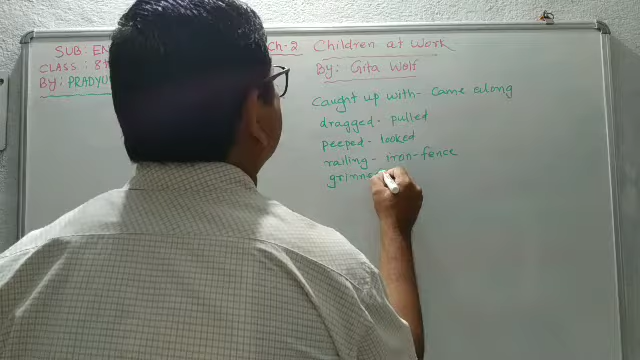 SUB: EN
CLASS: 8t
BY: PRADYU
Ch-2 Children at Work
By: Gita Wolf
Caught up with- Came along
dragged- pulled
peeped- looked
railing- iron-fence
grinne